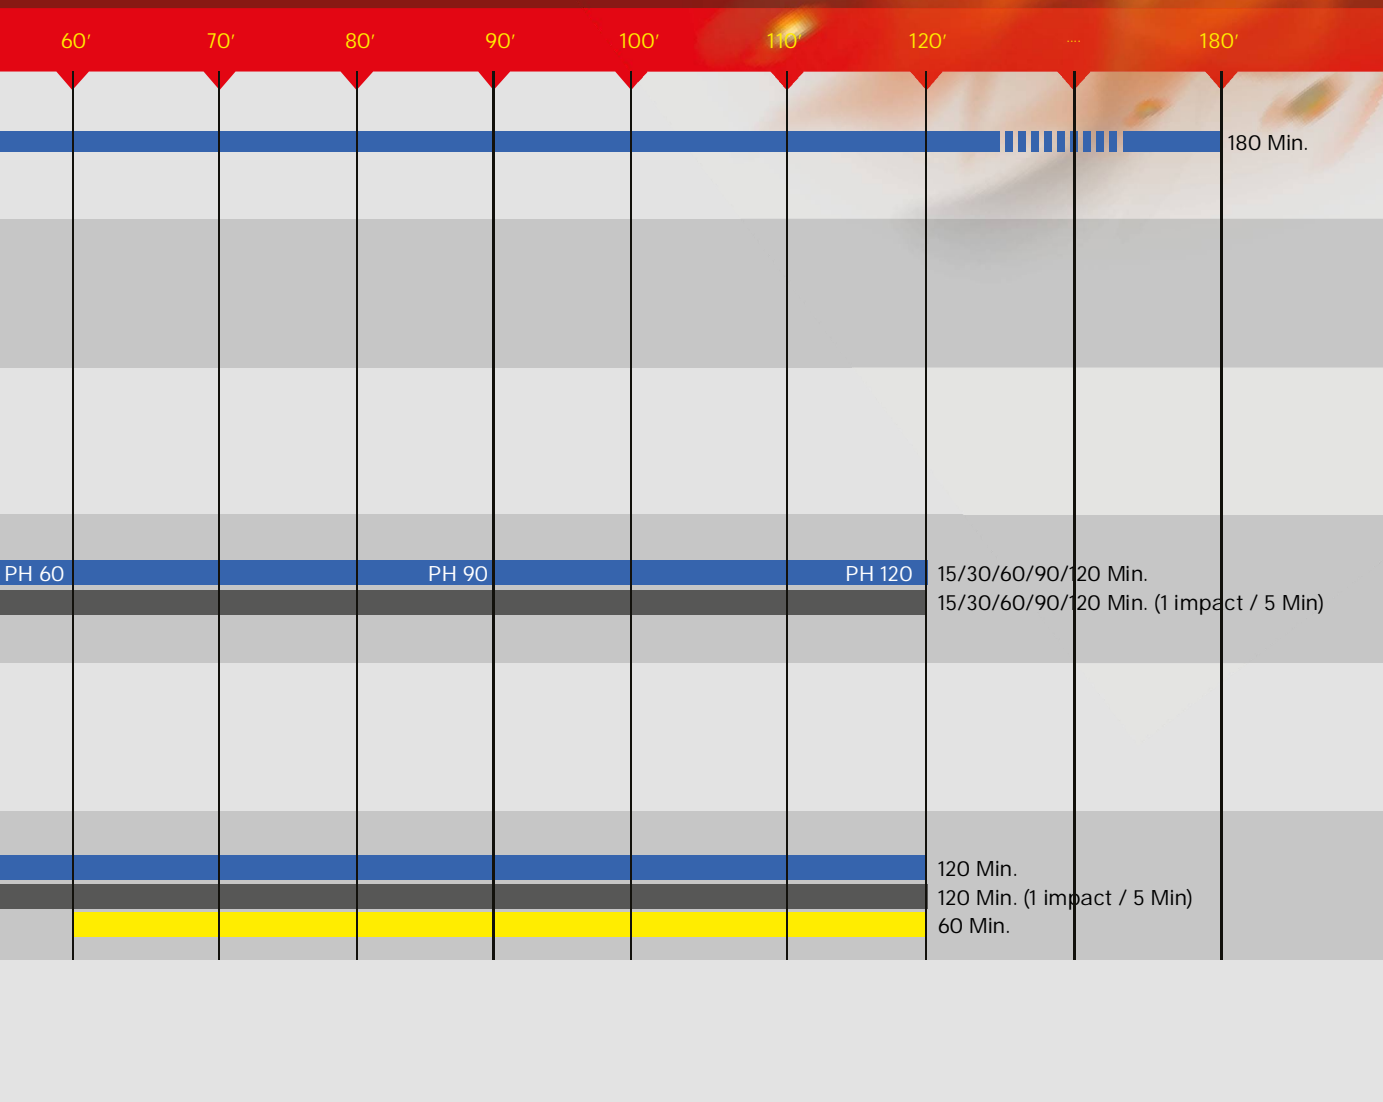 60′ 70′ 80′ 90′ 100′ 110′ 120′ .... 180′
180 Min.
PH 60 PH 90 PH 120 15/30/60/90/120 Min.
15/30/60/90/120 Min. (1 impact / 5 Min)
120 Min.
120 Min. (1 impact / 5 Min)
60 Min.